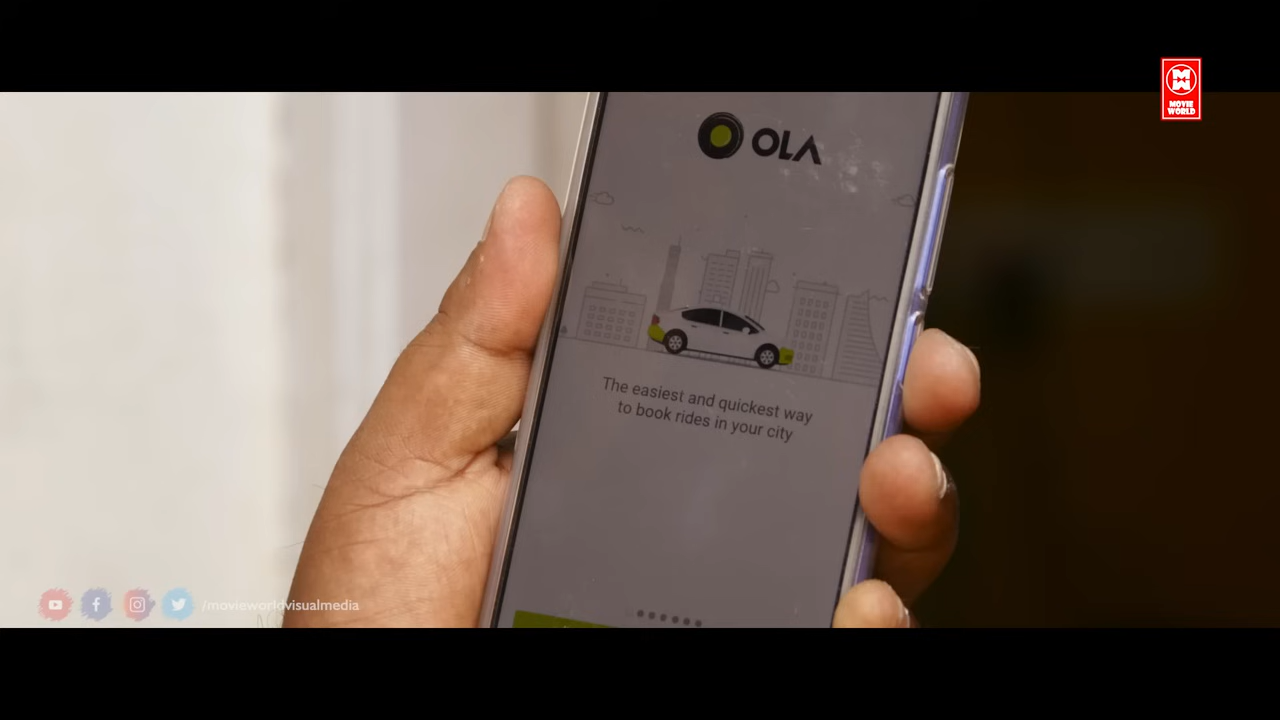 MOVIE
WORLD
OLA
The easiest and quickest way
to book rides in your city
/movieworldvisualmedia